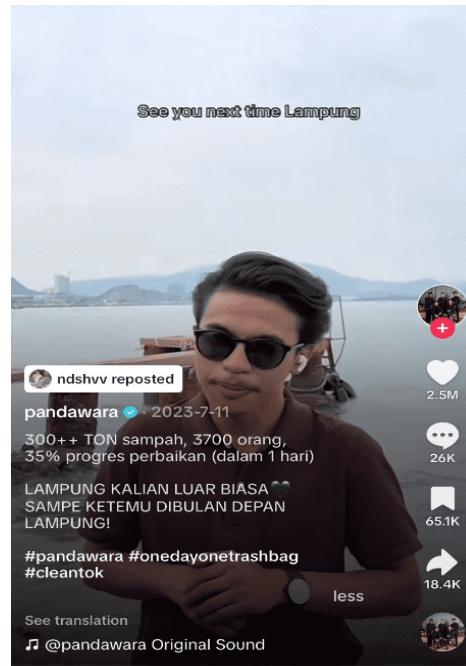 See you next time Lampung
ndshvv reposted
pandawara · 2023-7-11
300++ TON sampah, 3700 orang,
35% progres perbaikan (dalam 1 hari)
LAMPUNG KALIAN LUAR BIASA🖤
SAMPE KETEMU DIBULAN DEPAN
LAMPUNG!
#pandawara #onedayonetrashbag
#cleantok
less
See translation
@pandawara Original Sound
2.5M
26K
65.1K
18.4K